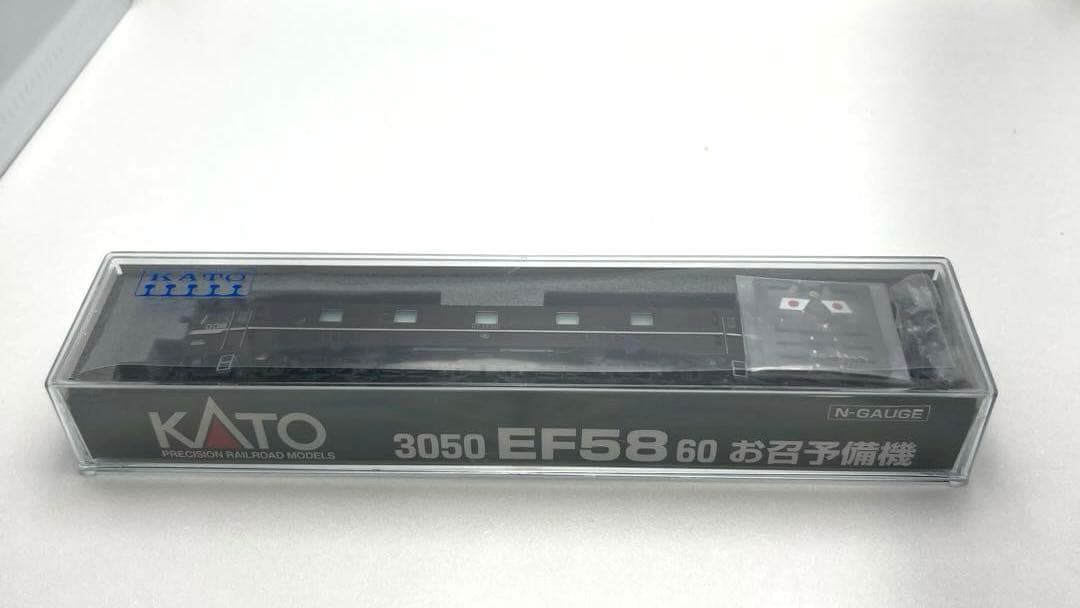 KATO
KATO
PRECISION RAILROAD MODELS
3050 EF58 60 お召予備機
N-GAUGE